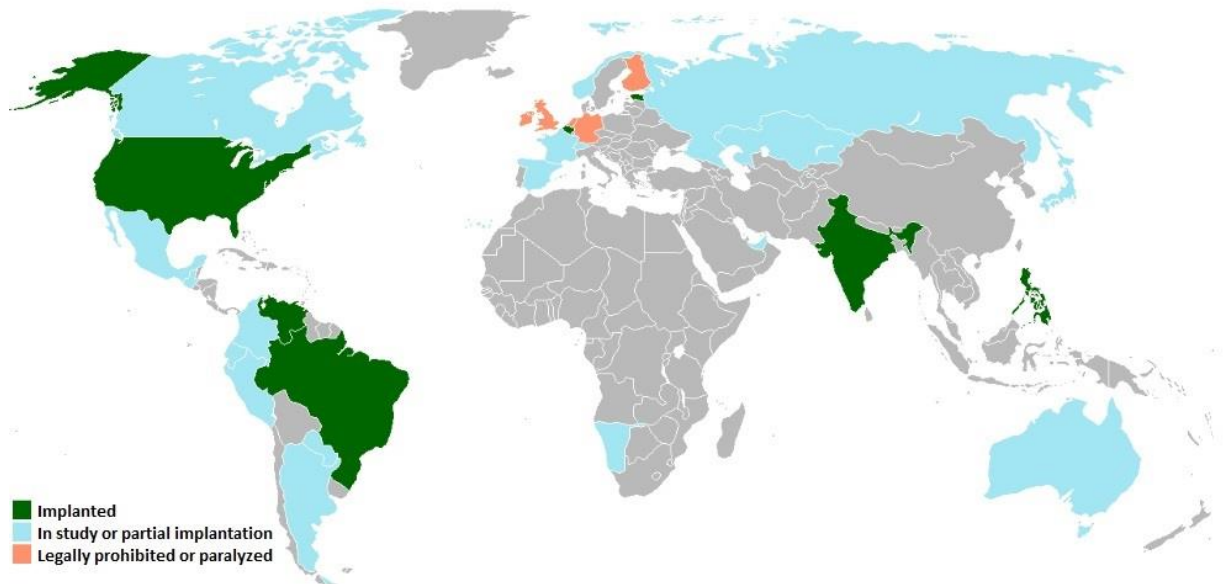 Implanted
In study or partial implantation
Legally prohibited or paralyzed